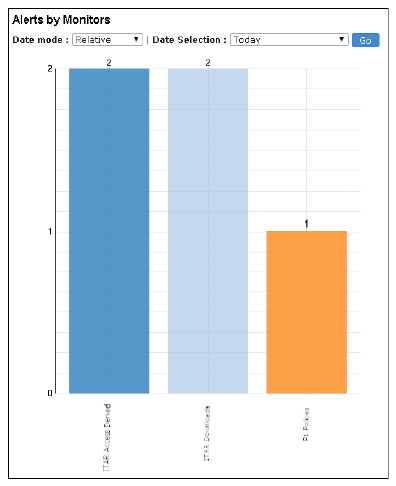 Alerts by Monitors
Date mode : Relative | Date Selection : Today Go
2 2
2
1
1
0
ITAR Access Denied
ITAR Downloads
P1 Policies